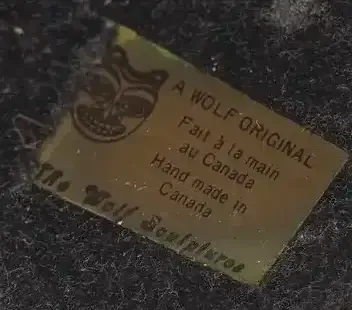 A WOLF ORIGINAL
Fait à la main
au Canada
Hand made in
Canada
The Wolf Sculptures